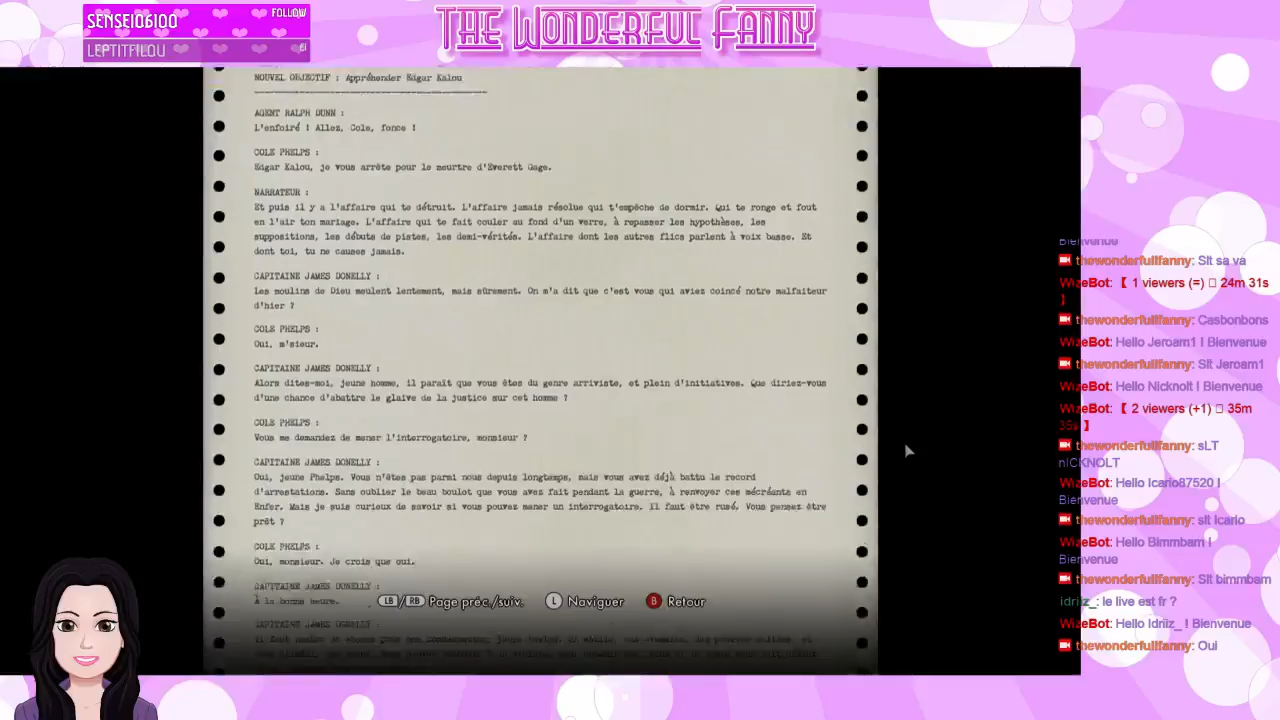 SENSEI06100
FOLLOW
LEPTITPILOU
The Wonderful Fanny
NOUVEL OBJECTIF : Appréhender Edgar Kalou
AGENT RALPH DUNN :
L'enfoiré ! Allez, Cole, fonce !
COLE PHELPS :
Edgar Kalou, je vous arrête pour le meurtre d'Everett Gage.
NARRATEUR :
Et puis il y a l'affaire qui te détruit. L'affaire jamais résolue qui t'empêche de dormir. Qui te ronge et fout
en l'air ton mariage. L'affaire qui te fait couler au fond d'un verre, à repasser les hypothèses, les
suppositions, les débuts de pistes, les demi-vérités. L'affaire dont les autres flics parlent à voix basse. Et
dont toi, tu ne causes jamais.
CAPITAINE JAMES DONELLY :
Les moulins de Dieu meulent lentement, mais sûrement. On m'a dit que c'est vous qui aviez coincé notre malfaiteur
d'hier ?
COLE PHELPS :
Oui, m'sieur.
CAPITAINE JAMES DONELLY :
Alors dites-moi, jeune homme, il paraît que vous êtes du genre arriviste, et plein d'initiatives. Que diriez-vous
d'une chance d'abattre le glaive de la justice sur cet homme ?
COLE PHELPS :
Vous me demandez de mener l'interrogatoire, monsieur ?
CAPITAINE JAMES DONELLY :
Oui, jeune Phelps. Vous n'êtes pas parmi nous depuis longtemps, mais vous avez déjà battu le record
d'arrestations. Sans oublier le beau boulot que vous avez fait pendant la guerre, à renvoyer ces mécréants en
Enfer. Mais je suis curieux de savoir si vous pouvez mener un interrogatoire. Il faut être rusé. Vous pensez être
prêt ?
COLE PHELPS :
Oui, monsieur. Je crois que oui.
CAPITAINE JAMES DONELLY :
À la bonne heure.
LB/RB Page préc./suiv. L Naviguer B Retour
Bienvenue
thewonderfullfanny: Slt sa va
WizeBot: 【 1 viewers (=) 24m 31s
】
thewonderfullfanny: Casbonbons
WizeBot: Hello Jeroam1 ! Bienvenue
thewonderfullfanny: Slt Jeroam1
WizeBot: Hello Nicknolt ! Bienvenue
WizeBot: 【 2 viewers (+1) 35m
35s 】
thewonderfullfanny: sLT
nICKNOLT
WizeBot: Hello Icario87520 !
Bienvenue
thewonderfullfanny: slt Icario
WizeBot: Hello Bimmbam !
Bienvenue
thewonderfullfanny: Slt bimmbam
idriiz_: le live est fr ?
WizeBot: Hello Idriiz_ ! Bienvenue
thewonderfullfanny: Oui